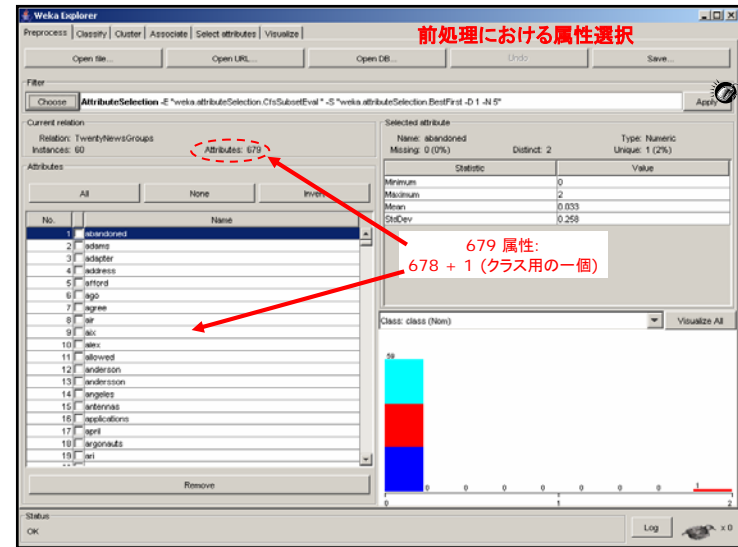 Weka Explorer
Preprocess Classify Cluster Associate Select attributes Visualize
前処理における属性選択
Open file... Open URL... Open DB... Undo Save...
Filter
Choose AttributeSelection -E "weka.attributeSelection.CfsSubsetEval " -S "weka.attributeSelection.BestFirst -D 1 -N 5" Apply
Current relation
Relation: TwentyNewsGroups
Instances: 60 Attributes: 679
Selected attribute
Name: abandoned Type: Numeric
Missing: 0 (0%) Distinct: 2 Unique: 1 (2%)
Attributes
All None Invert
No. Name
1 abandoned
2 adams
3 adapter
4 address
5 afford
6 ago
7 agree
8 air
9 aix
10 alex
11 allowed
12 anderson
13 andersson
14 angeles
15 antennas
16 applications
17 april
18 argonauts
19 ari
Remove
Statistic Value
Minimum 0
Maximum 2
Mean 0.033
StdDev 0.258
679 属性:
678 + 1 (クラス用の一個)
Class: class (Nom) Visualize All
59
0 0 0 0 0 0 0 1
0 1 2
Status
OK
Log x 0